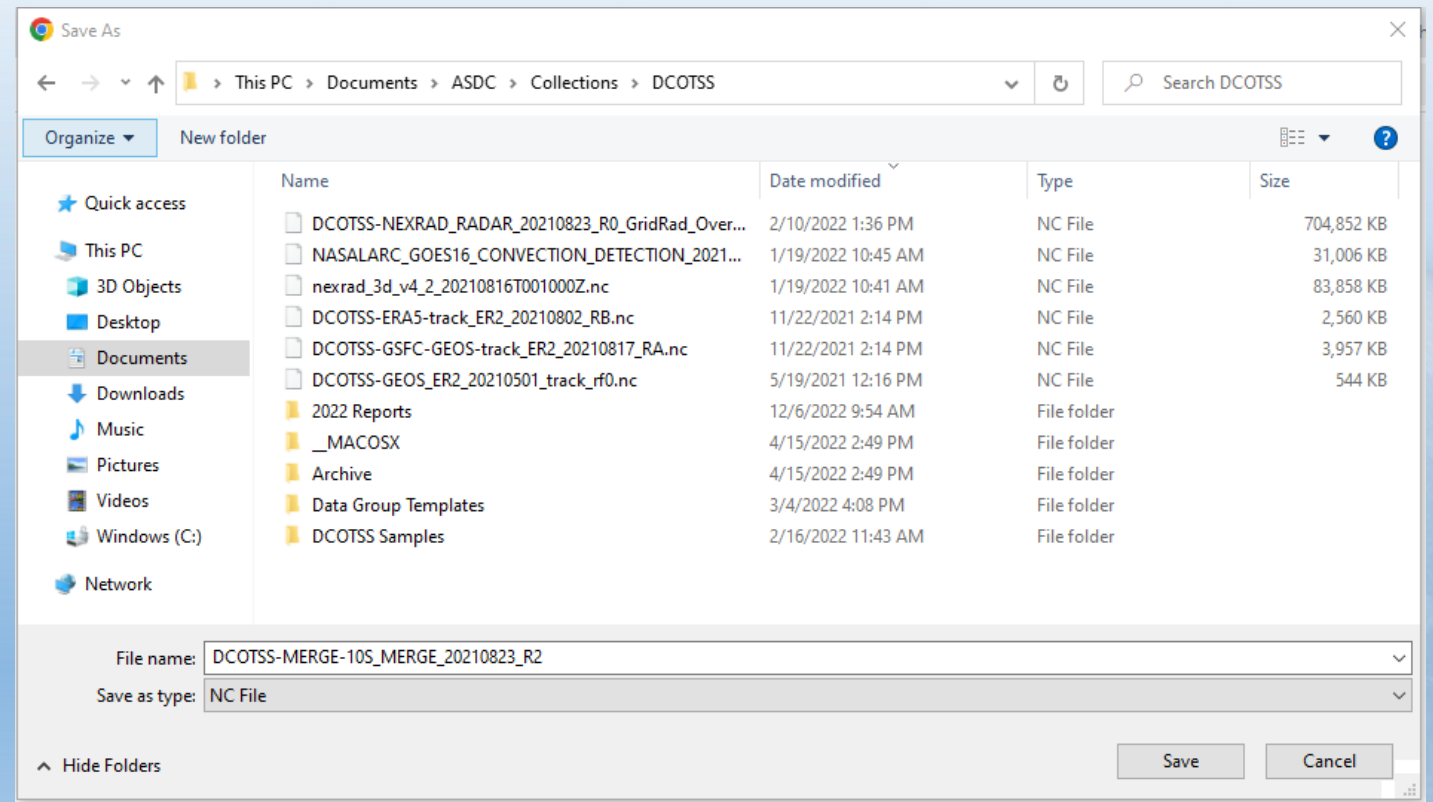 Save As
This PC > Documents > ASDC > Collections > DCOTSS Search DCOTSS
Organize New folder
Name Date modified Type Size
Quick access
This PC
3D Objects
Desktop
Documents
Downloads
Music
Pictures
Videos
Windows (C:)
Network
DCOTSS-NEXRAD_RADAR_20210823_R0_GridRad_Over... 2/10/2022 1:36 PM NC File 704,852 KB
NASALARC_GOES16_CONVECTION_DETECTION_2021... 1/19/2022 10:45 AM NC File 31,006 KB
nexrad_3d_v4_2_20210816T001000Z.nc 1/19/2022 10:41 AM NC File 83,858 KB
DCOTSS-ERA5-track_ER2_20210802_RB.nc 11/22/2021 2:14 PM NC File 2,560 KB
DCOTSS-GSFC-GEOS-track_ER2_20210817_RA.nc 11/22/2021 2:14 PM NC File 3,957 KB
DCOTSS-GEOS_ER2_20210501_track_rf0.nc 5/19/2021 12:16 PM NC File 544 KB
2022 Reports 12/6/2022 9:54 AM File folder
__MACOSX 4/15/2022 2:49 PM File folder
Archive 4/15/2022 2:49 PM File folder
Data Group Templates 3/4/2022 4:08 PM File folder
DCOTSS Samples 2/16/2022 11:43 AM File folder
File name: DCOTSS-MERGE-10S_MERGE_20210823_R2
Save as type: NC File
Hide Folders Save Cancel